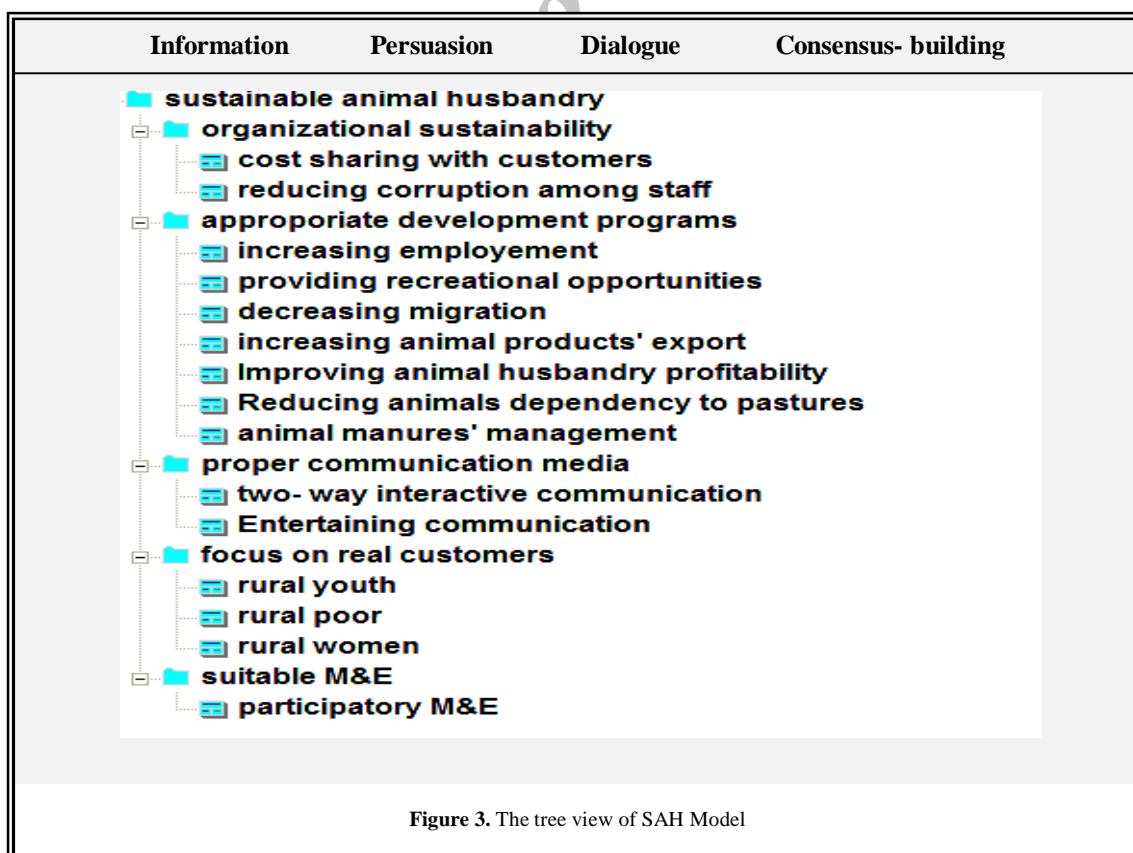 Information Persuasion Dialogue Consensus- building
sustainable animal husbandry
organizational sustainability
cost sharing with customers
reducing corruption among staff
approporiate development programs
increasing employement
providing recreational opportunities
decreasing migration
increasing animal products' export
Improving animal husbandry profitability
Reducing animals dependency to pastures
animal manures' management
proper communication media
two- way interactive communication
Entertaining communication
focus on real customers
rural youth
rural poor
rural women
suitable M&E
participatory M&E
Figure 3. The tree view of SAH Model